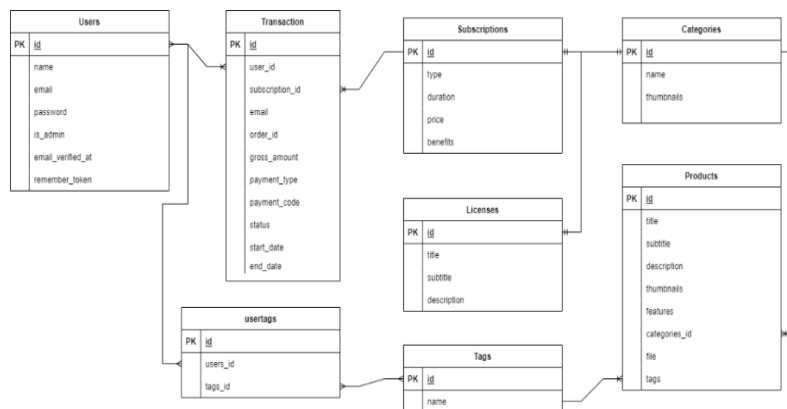 Users
PK id
name
email
password
is_admin
email_verified_at
remember_token
Transaction
PK id
user_id
subscription_id
email
order_id
gross_amount
payment_type
payment_code
status
start_date
end_date
Subscriptions
PK id
type
duration
price
benefits
Categories
PK id
name
thumbnails
Licenses
PK id
title
subtitle
description
Products
PK id
title
subtitle
description
thumbnails
features
categories_id
file
tags
usertags
PK id
users_id
tags_id
Tags
PK id
name